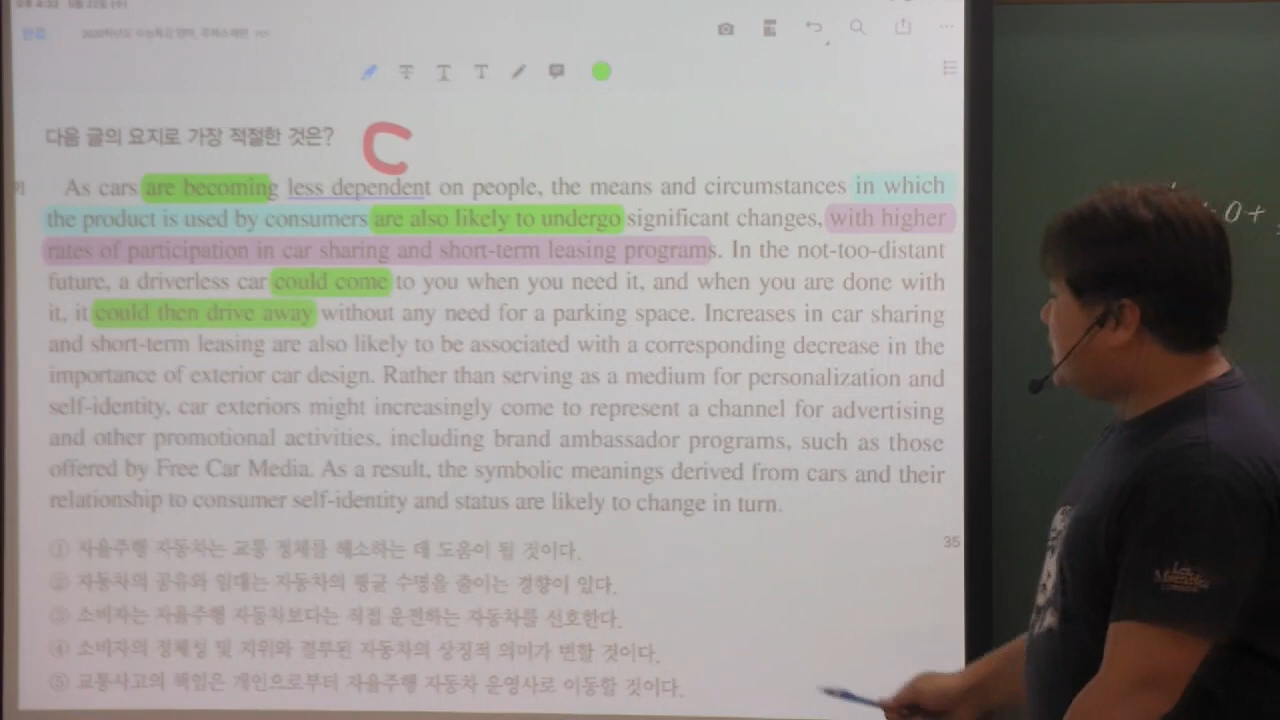 다음 글의 요지로 가장 적절한 것은?
C
As cars are becoming less dependent on people, the means and circumstances in which
the product is used by consumers are also likely to undergo significant changes, with higher
rates of participation in car sharing and short-term leasing programs. In the not-too-distant
future, a driverless car could come to you when you need it, and when you are done with
it, it could then drive away without any need for a parking space. Increases in car sharing
and short-term leasing are also likely to be associated with a corresponding decrease in the
importance of exterior car design. Rather than serving as a medium for personalization and
self-identity, car exteriors might increasingly come to represent a channel for advertising
and other promotional activities, including brand ambassador programs, such as those
offered by Free Car Media. As a result, the symbolic meanings derived from cars and their
relationship to consumer self-identity and status are likely to change in turn.
35
① 자율주행 자동차는 교통 정체를 해소하는 데 도움이 될 것이다.
② 자동차의 공유와 임대는 자동차의 평균 수명을 줄이는 경향이 있다.
③ 소비자는 자율주행 자동차보다는 직접 운전하는 자동차를 선호한다.
④ 소비자의 정체성 및 지위와 결부된 자동차의 상징적 의미가 변할 것이다.
⑤ 교통사고의 책임은 개인으로부터 자율주행 자동차 운영사로 이동할 것이다.